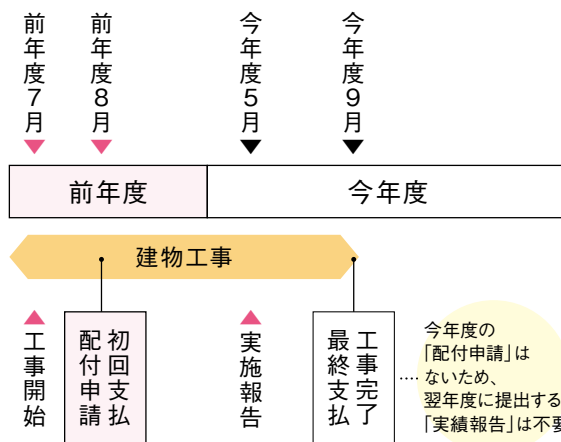 前年度7月
前年度8月
今年度5月
今年度9月
前年度
今年度
建物工事
工事開始
初回支払
配付申請
実施報告
工事完了
最終支払
今年度の
「配付申請」は
ないため、
翌年度に提出する
「実績報告」は不要